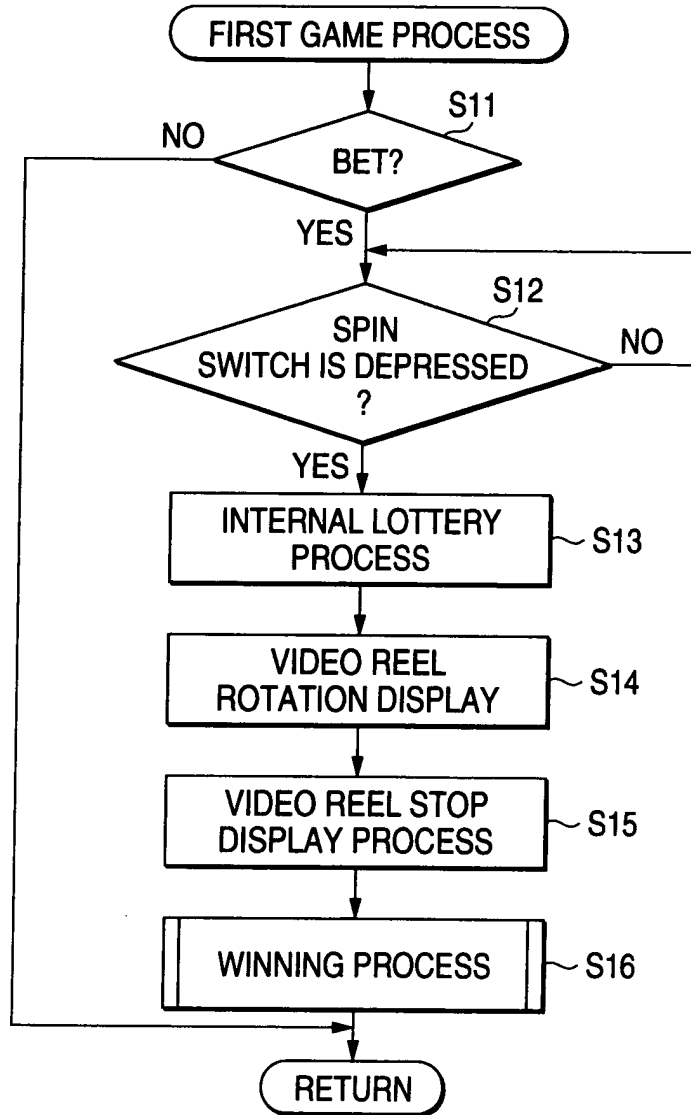 FIRST GAME PROCESS
S11
NO
BET?
YES
S12
SPIN
SWITCH IS DEPRESSED
?
NO
YES
INTERNAL LOTTERY
PROCESS
S13
VIDEO REEL
ROTATION DISPLAY
S14
VIDEO REEL STOP
DISPLAY PROCESS
S15
WINNING PROCESS
S16
RETURN